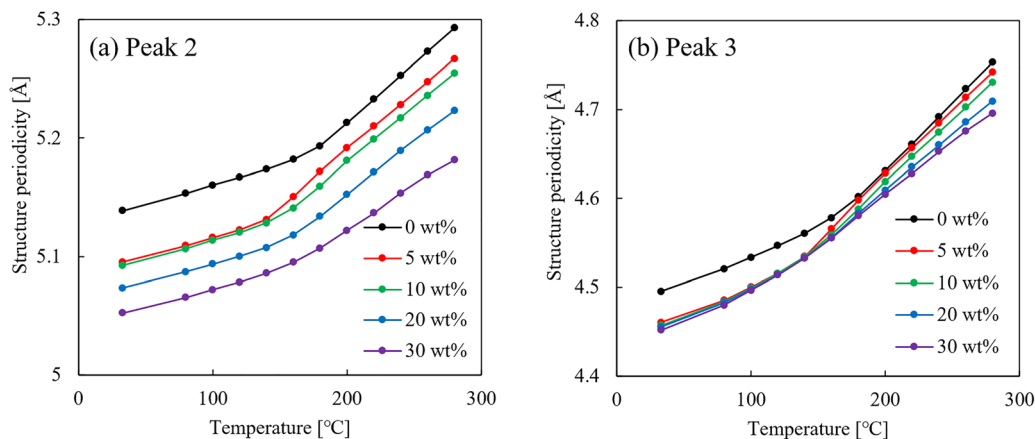 (a) Peak 2
Structure periodicity [Å]
5.3
5.2
5.1
5
0
100
200
300
Temperature [℃]
0 wt%
5 wt%
10 wt%
20 wt%
30 wt%
(b) Peak 3
Structure periodicity [Å]
4.8
4.7
4.6
4.5
4.4
0
100
200
300
Temperature [℃]
0 wt%
5 wt%
10 wt%
20 wt%
30 wt%